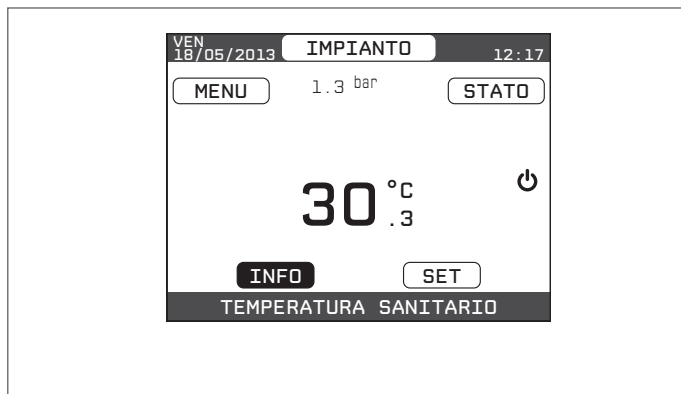 VEN
18/05/2013 IMPIANTO 12:17
MENU 1.3 bar STATO
30.3 °C
INFO SET
TEMPERATURA SANITARIO